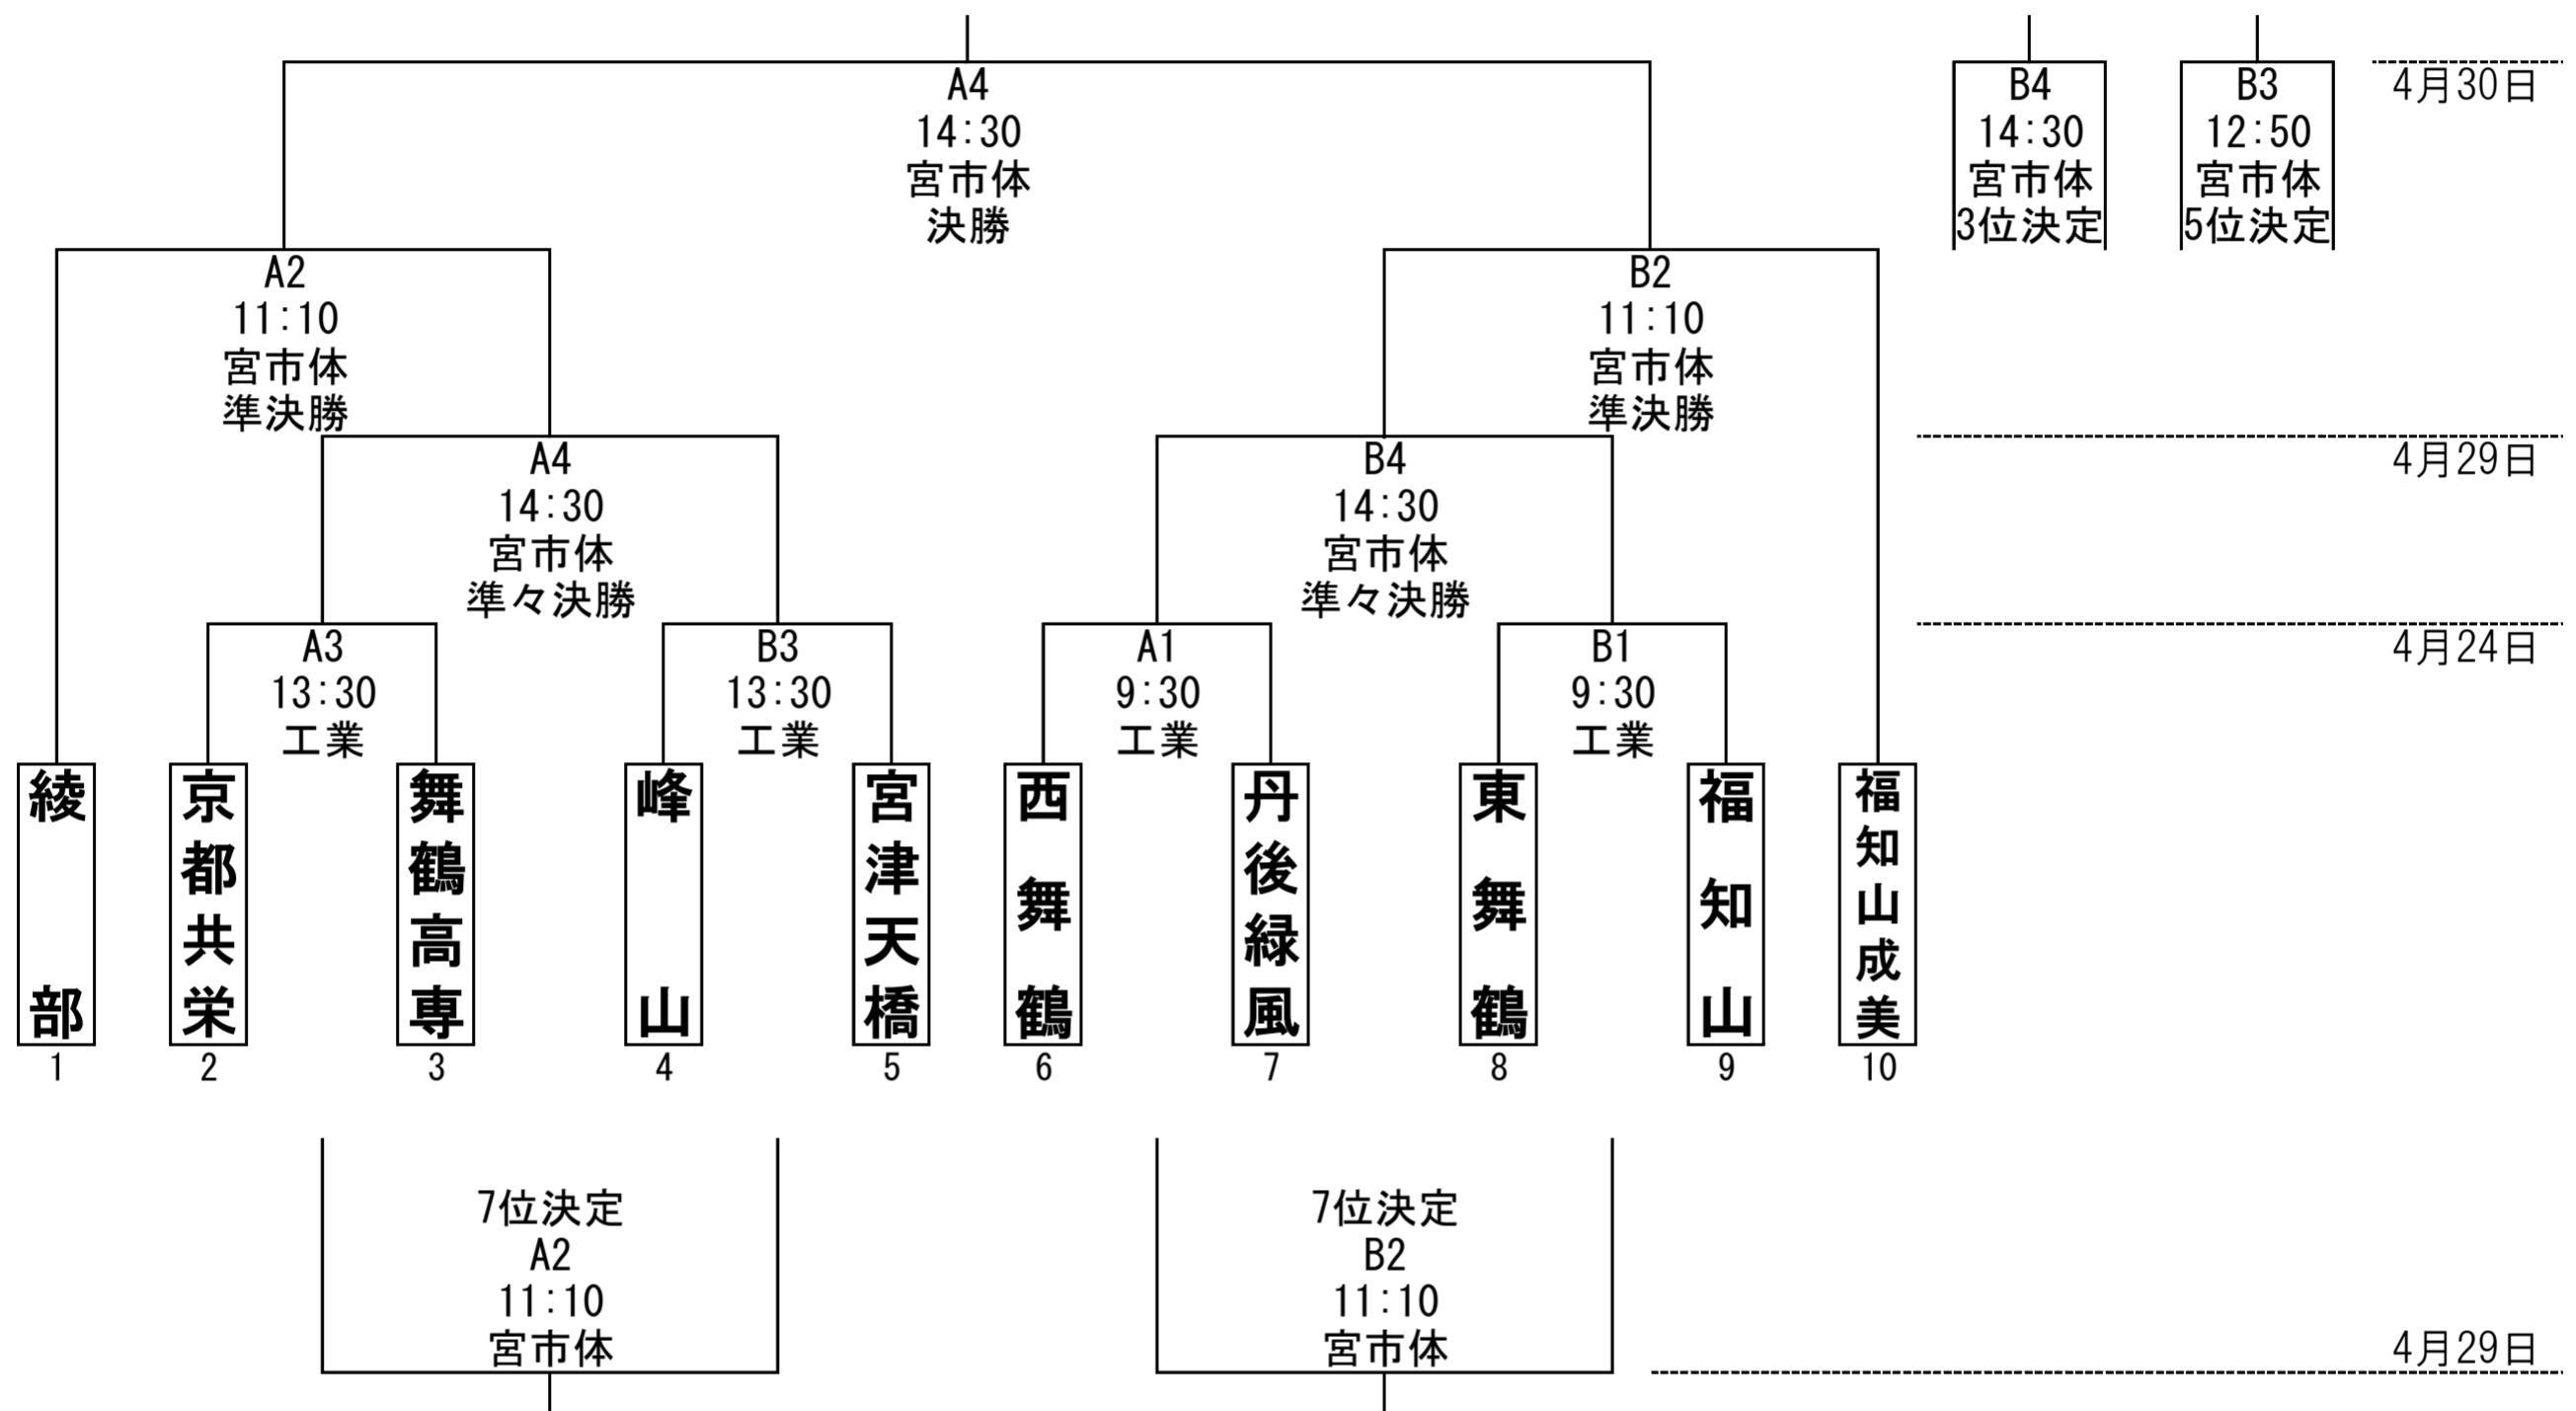 A4
14:30
宮市体
決勝
B4
14:30
宮市体
3位決定
B3
12:50
宮市体
5位決定
4月30日
A2
11:10
宮市体
準決勝
B2
11:10
宮市体
準決勝
A4
14:30
宮市体
準々決勝
B4
14:30
宮市体
準々決勝
4月29日
A3
13:30
工業
B3
13:30
工業
A1
9:30
工業
B1
9:30
工業
4月24日
綾部
京都共栄
舞鶴高専
峰山
宮津天橋
西舞鶴
丹後緑風
東舞鶴
福知山
福知山成美
1
2
3
4
5
6
7
8
9
10
7位決定
A2
11:10
宮市体
7位決定
B2
11:10
宮市体
4月29日